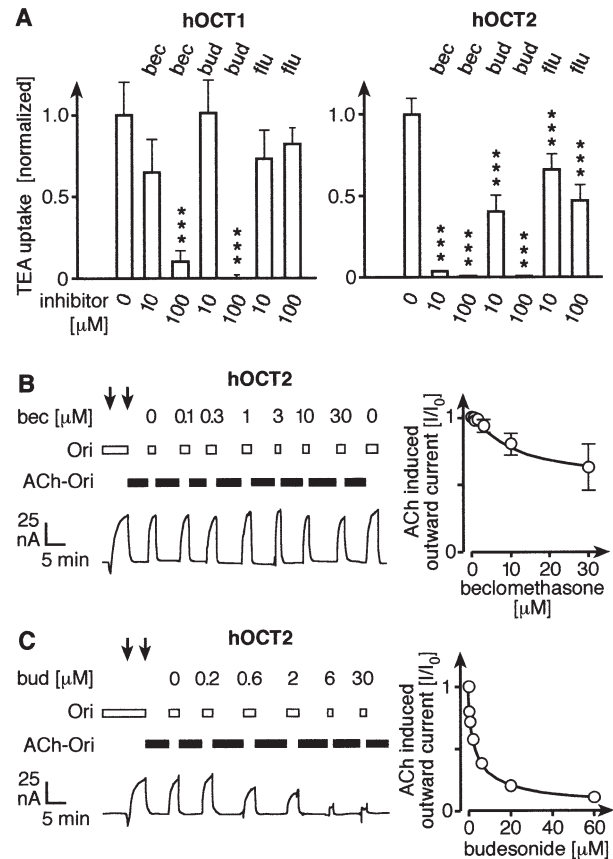 A
hOCT1
hOCT2
bec bec bud bud flu flu
bec bec bud bud flu flu
TEA uptake [normalized]
1.0
0.5
0
1.0
0.5
0
***
***
***
***
***
***
***
***
inhibitor [µM]
0 10 100 10 100 10 100
0 10 100 10 100 10 100
B
hOCT2
bec [µM] 0 0.1 0.3 1 3 10 30 0
Ori
ACh-Ori
25 nA
5 min
ACh induced
outward current [I/I0]
1
0
0 10 20 30
beclomethasone
[µM]
C
hOCT2
bud [µM] 0 0.2 0.6 2 6 30
Ori
ACh-Ori
25 nA
5 min
ACh induced
outward current [I/I0]
1
0
0 20 40 60
budesonide [µM]